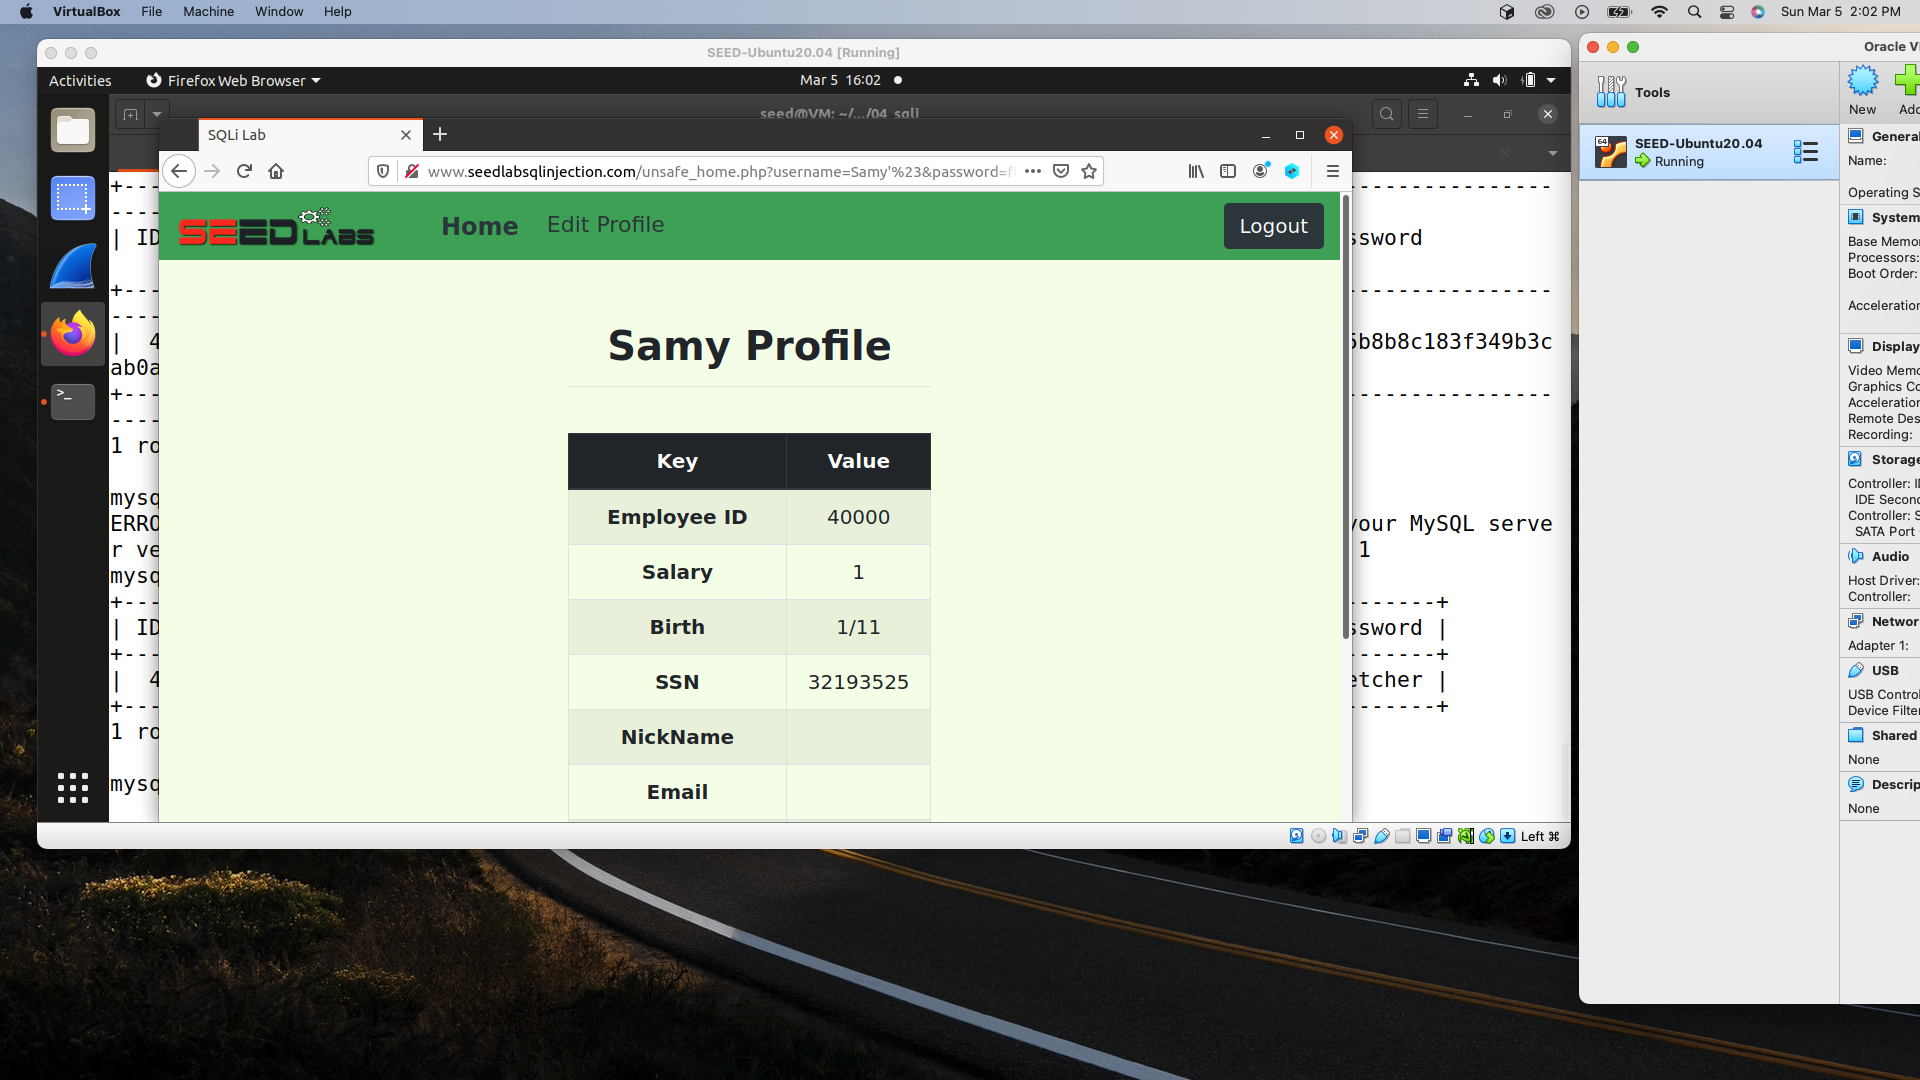 VirtualBox File Machine Window Help
Sun Mar 5 2:02 PM
SEED-Ubuntu20.04 [Running]
Activities
Firefox Web Browser
Mar 5 16:02
seed@VM: ~/.../04_sqli
SQLi Lab
www.seedlabsqlinjection.com/unsafe_home.php?username=Samy'%23&password=f
SEED LABS
Home
Edit Profile
Logout
Samy Profile
Key Value
Employee ID 40000
Salary 1
Birth 1/11
SSN 32193525
NickName
Email
+---
----
| ID
+---
----
| 4
ab0a
+---
----
1 ro
mysq
ERRO
r ve
mysq
+---
| ID
+---
| 4
+---
1 ro
mysq
ssword
5b8b8c183f349b3c
your MySQL serve
1
-------+
ssword |
-------+
etcher |
-------+
Left ⌘
Oracle V
Tools
New
Add
SEED-Ubuntu20.04
Running
General
Name:
Operating S
System
Base Memo
Processors:
Boot Order:
Acceleration
Display
Video Memo
Graphics Co
Acceleration
Remote Des
Recording:
Storage
Controller: I
IDE Second
Controller: S
SATA Port
Audio
Host Driver:
Controller:
Networ
Adapter 1:
USB
USB Control
Device Filter
Shared
None
Descrip
None